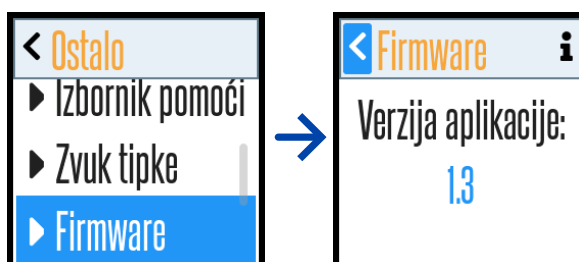 Ostalo
Izbornik pomoći
Zvuk tipke
Firmware
Firmware
Verzija aplikacije:
1.3